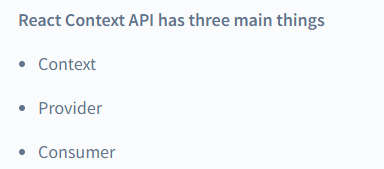 React Context API has three main things
• Context
• Provider
• Consumer